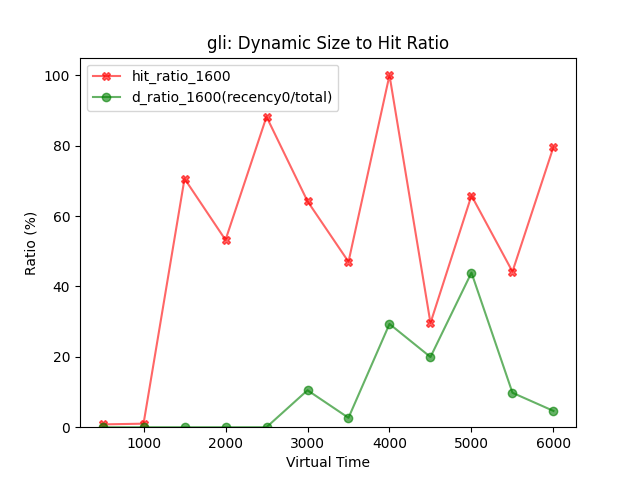 gli: Dynamic Size to Hit Ratio
hit_ratio_1600
d_ratio_1600(recency0/total)
Ratio (%)
100
80
60
40
20
0
1000 2000 3000 4000 5000 6000
Virtual Time